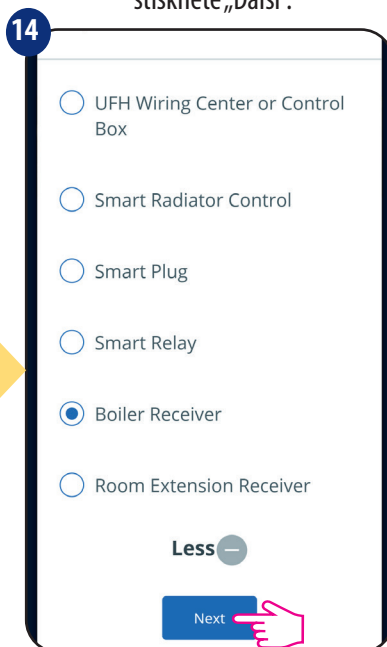 stisknete „Další“.
14
UFH Wiring Center or Control
Box
Smart Radiator Control
Smart Plug
Smart Relay
Boiler Receiver
Room Extension Receiver
Less
Next